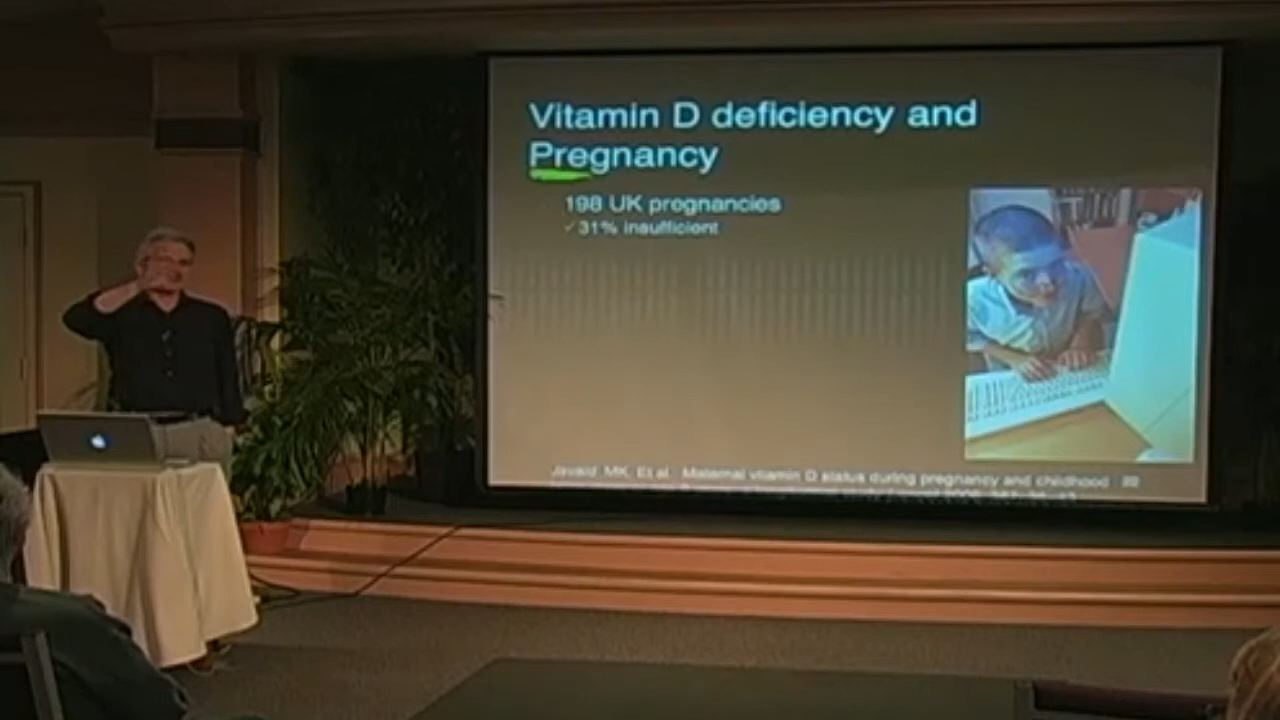 Vitamin D deficiency and
Pregnancy
198 UK pregnancies
✓31% insufficient
Javaid, MK, Et al. Maternal vitamin D status during pregnancy and childhood